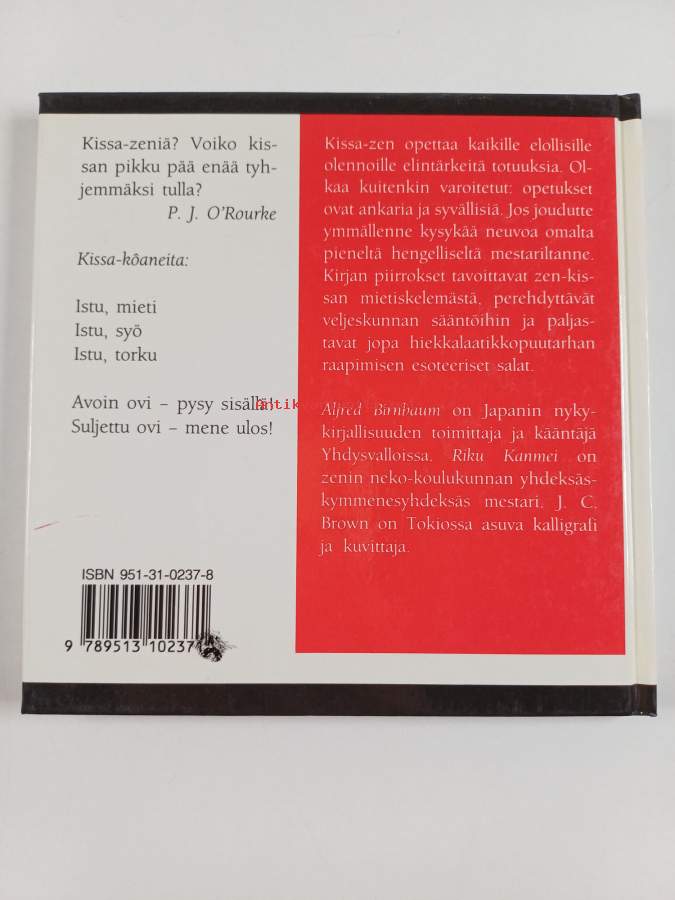 Kissa-zeniä? Voiko kis-
san pikku pää enää tyh-
jemmäksi tulla?
P. J. O'Rourke
Kissa-kôaneita:
Istu, mieti
Istu, syö
Istu, torku
Avoin ovi – pysy sisällä!
Suljettu ovi – mene ulos!
ISBN 951-31-0237-8
9 789513 10237
Kissa-zen opettaa kaikille elollisille
olennoille elintärkeitä totuuksia. Ol-
kaa kuitenkin varoitetut: opetukset
ovat ankaria ja syvällisiä. Jos joudutte
ymmällenne kysykää neuvoa omalta
pieneltä hengelliseltä mestariltanne.
Kirjan piirrokset tavoittavat zen-kis-
san mietiskelemästä, perehdyttävät
veljeskunnan sääntöihin ja paljas-
tavat jopa hiekkalaatikkopuutarhan
raapimisen esoteeriset salat.
Alfred Birnbaum on Japanin nyky-
kirjallisuuden toimittaja ja kääntäjä
Yhdysvalloissa. Riku Kanmei on
zenin neko-koulukunnan yhdeksäs-
kymmenesyhdeksäs mestari. J. C.
Brown on Tokiossa asuva kalligrafi
ja kuvittaja.